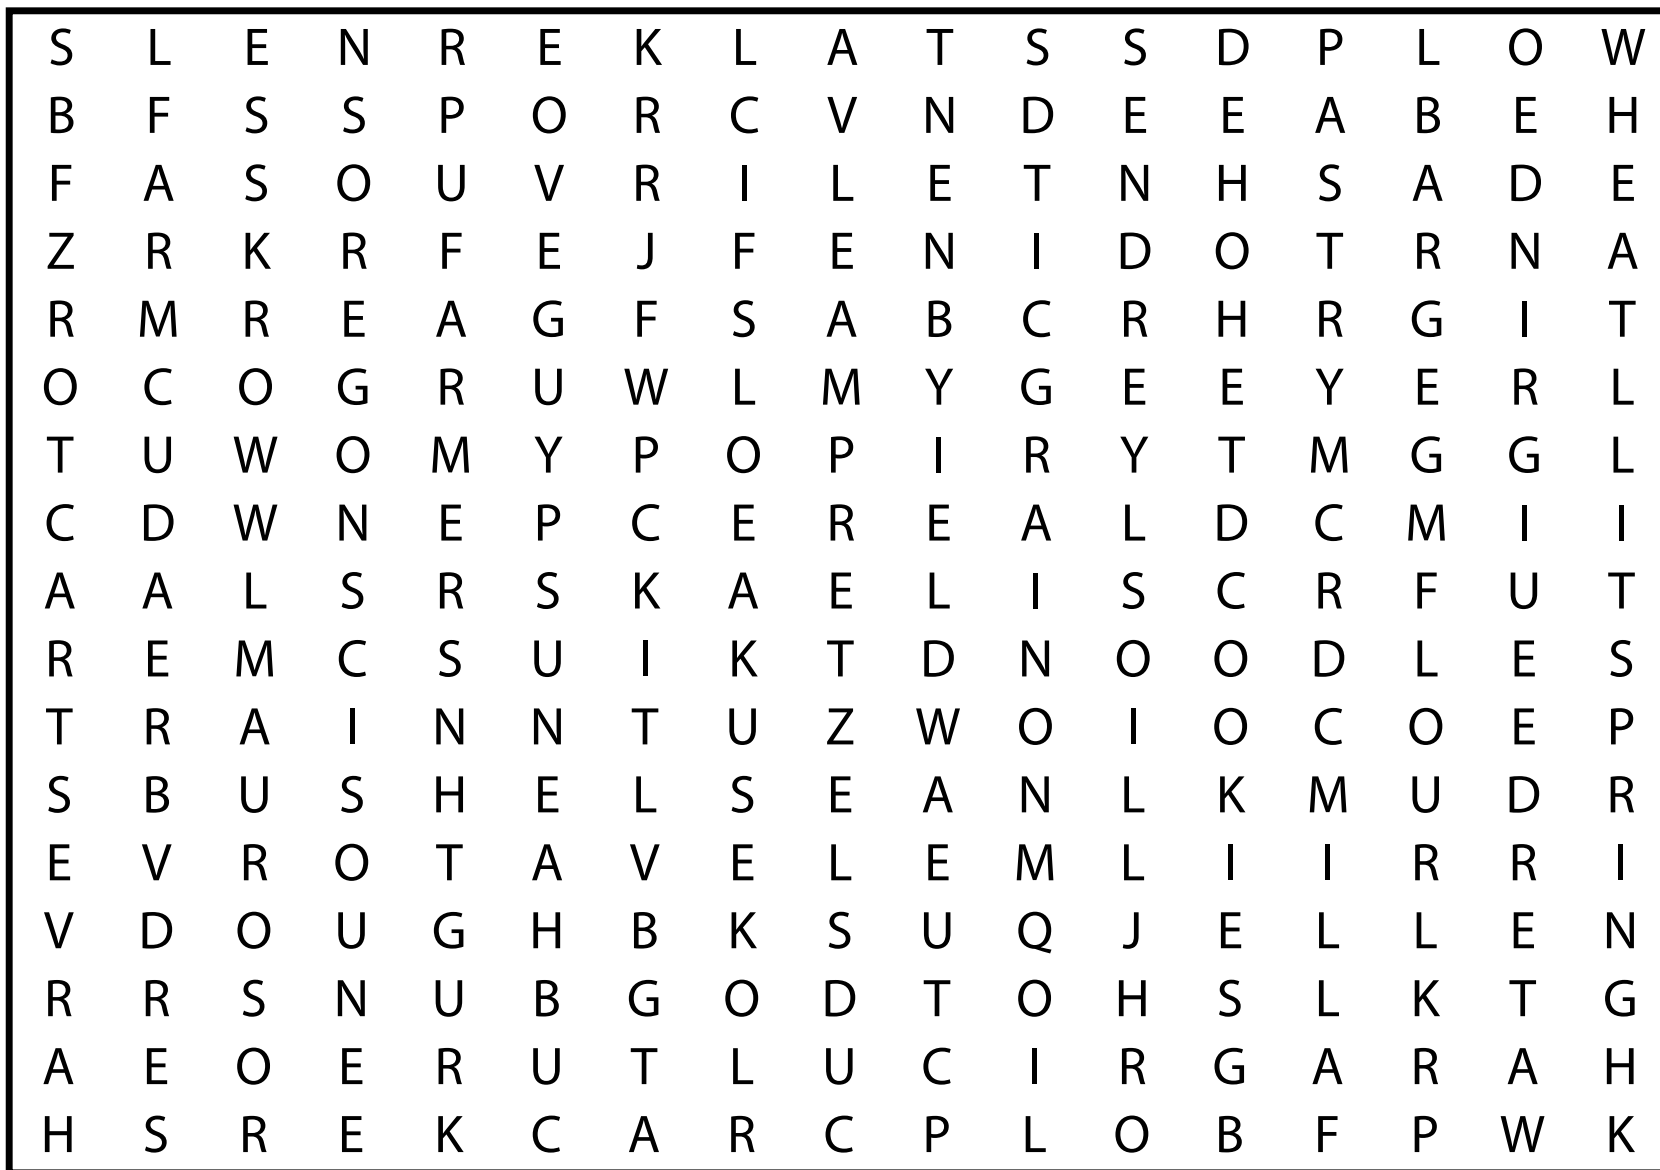 S L E N R E K L A T S S D P L O W
B F S S P O R C V N D E E A B E H
F A S O U V R I L E T N H S A D E
Z R K R F E J F E N I D O T R N A
R M R E A G F S A B C R H R G I T
O C O G R U W L M Y G E E Y E R L
T U W O M Y P O P I R Y T M G G L
C D W N E P C E R E A L D C M I I
A A L S R S K A E L I S C R F U T
R E M C S U I K T D N O O D L E S
T R A I N N T U Z W O I O C O E P
S B U S H E L S E A N L K M U D R
E V R O T A V E L E M L I I R R I
V D O U G H B K S U Q J E L L E N
R R S N U B G O D T O H S L K T G
A E O E R U T L U C I R G A R A H
H S R E K C A R C P L O B F P W K